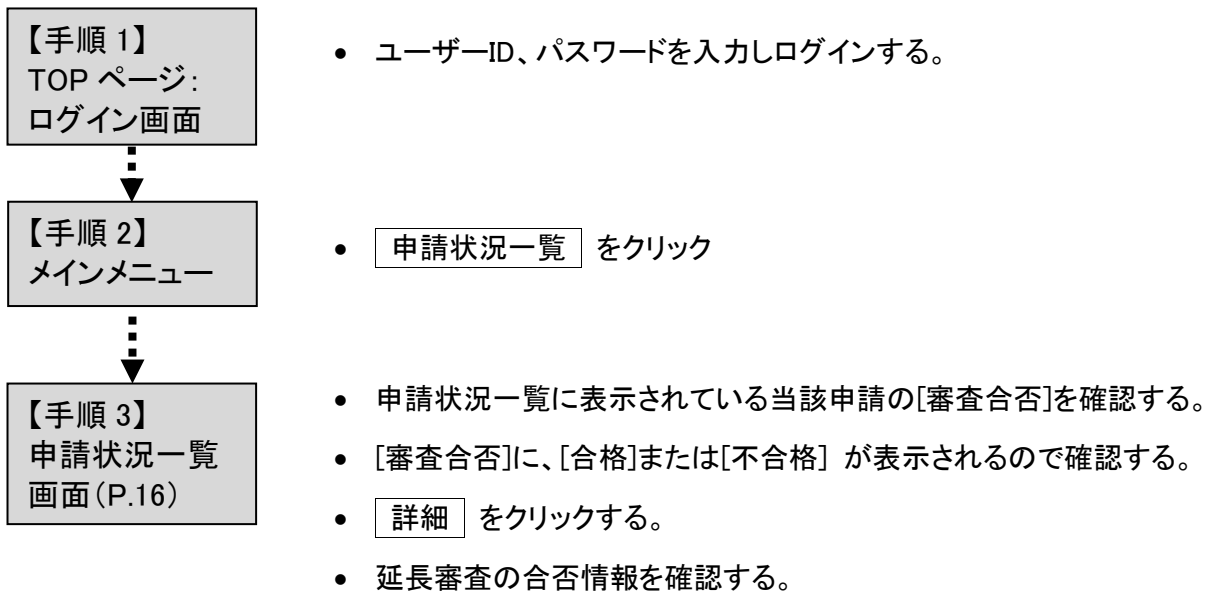 【手順 1】
TOP ページ:
ログイン画面
• ユーザーID、パスワードを入力しログインする。
【手順 2】
メインメニュー
• 申請状況一覧 をクリック
【手順 3】
申請状況一覧
画面(P.16)
• 申請状況一覧に表示されている当該申請の[審査合否]を確認する。
• [審査合否]に、[合格]または[不合格] が表示されるので確認する。
• 詳細 をクリックする。
• 延長審査の合否情報を確認する。